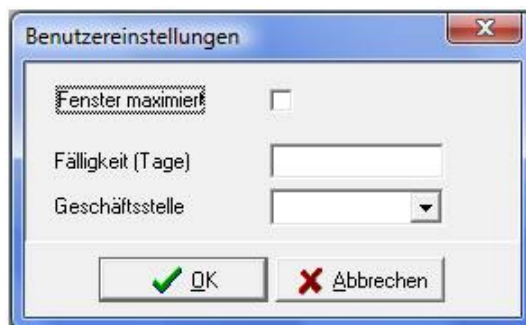 Benutzereinstellungen
Fenster maximiert
Fälligkeit (Tage)
Geschäftsstelle
OK Abbrechen